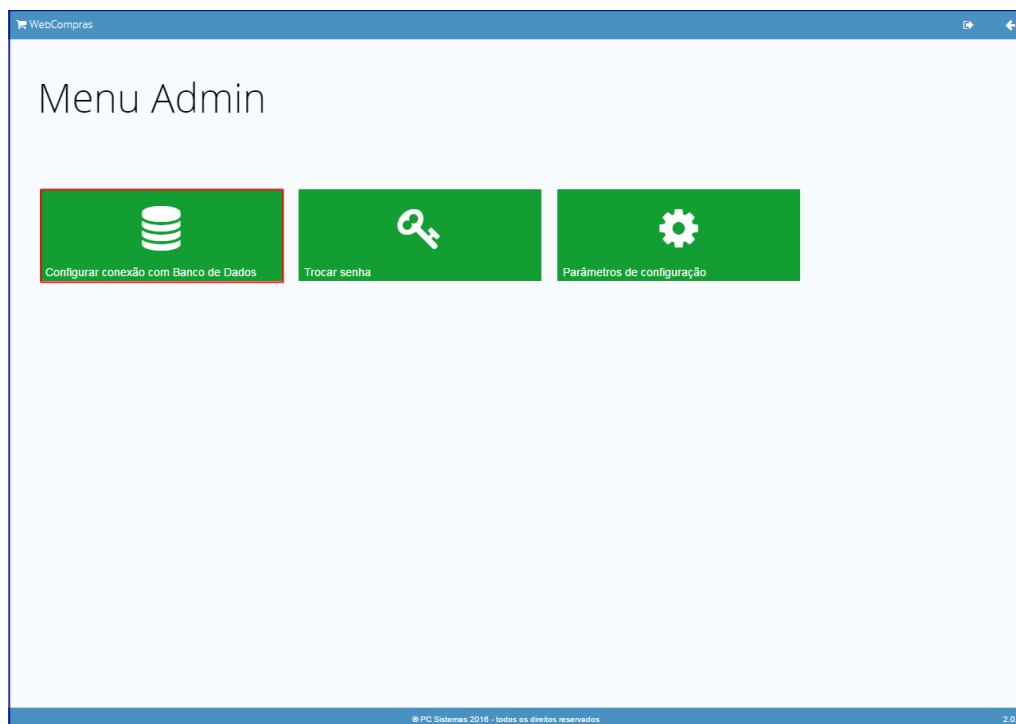 WebCompras
Menu Admin
Configurar conexão com Banco de Dados
Trocar senha
Parâmetros de configuração
© PC Sistemas 2016 - todos os direitos reservados
2.0